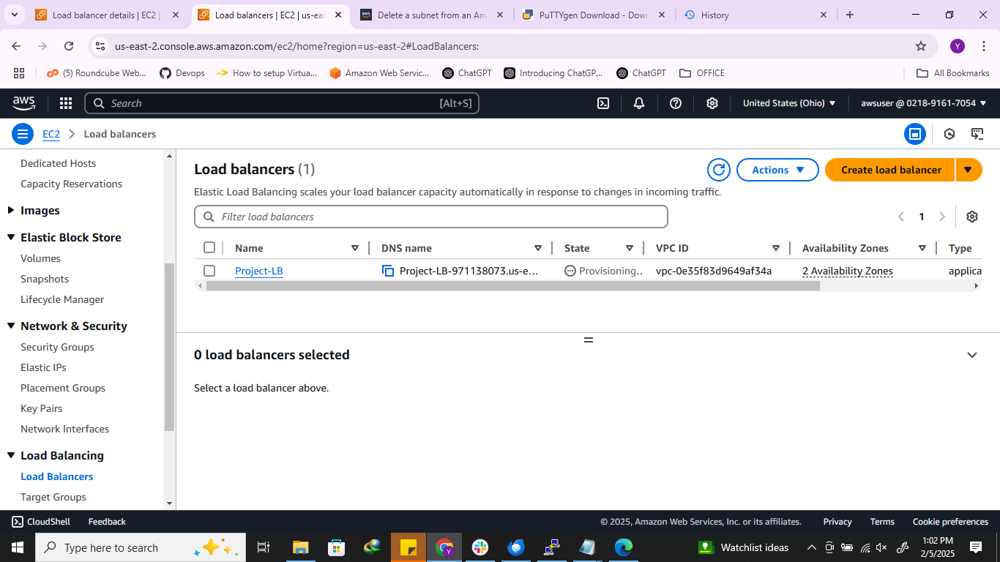 Load balancer details | EC2 |
Load balancers | EC2 | us-eas
Delete a subnet from an Am
PuTTYgen Download - Down
History
us-east-2.console.aws.amazon.com/ec2/home?region=us-east-2#LoadBalancers:
Y
(5) Roundcube Web...
Devops
How to setup Virtua...
Amazon Web Servic...
ChatGPT
Introducing ChatGP...
ChatGPT
OFFICE
All Bookmarks
aws
Search
[Alt+S]
United States (Ohio)
awsuser @ 0218-9161-7054
EC2
Load balancers
Dedicated Hosts
Capacity Reservations
Images
Elastic Block Store
Volumes
Snapshots
Lifecycle Manager
Network & Security
Security Groups
Elastic IPs
Placement Groups
Key Pairs
Network Interfaces
Load Balancing
Load Balancers
Target Groups
Load balancers (1)
Actions
Create load balancer
Elastic Load Balancing scales your load balancer capacity automatically in response to changes in incoming traffic.
Filter load balancers
1
Name
DNS name
State
VPC ID
Availability Zones
Type
Project-LB
Project-LB-971138073.us-e...
Provisioning..
vpc-0e35f83d9649af34a
2 Availability Zones
applica
0 load balancers selected
Select a load balancer above.
CloudShell
Feedback
© 2025, Amazon Web Services, Inc. or its affiliates.
Privacy
Terms
Cookie preferences
Type here to search
Watchlist ideas
1:02 PM
2/5/2025